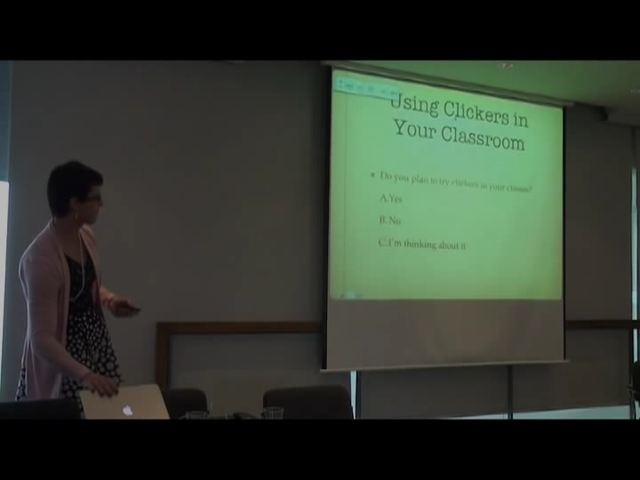 Using Clickers in
Your Classroom
• Do you plan to try clickers in your classes?
A.Yes
B. No
C.I'm thinking about it